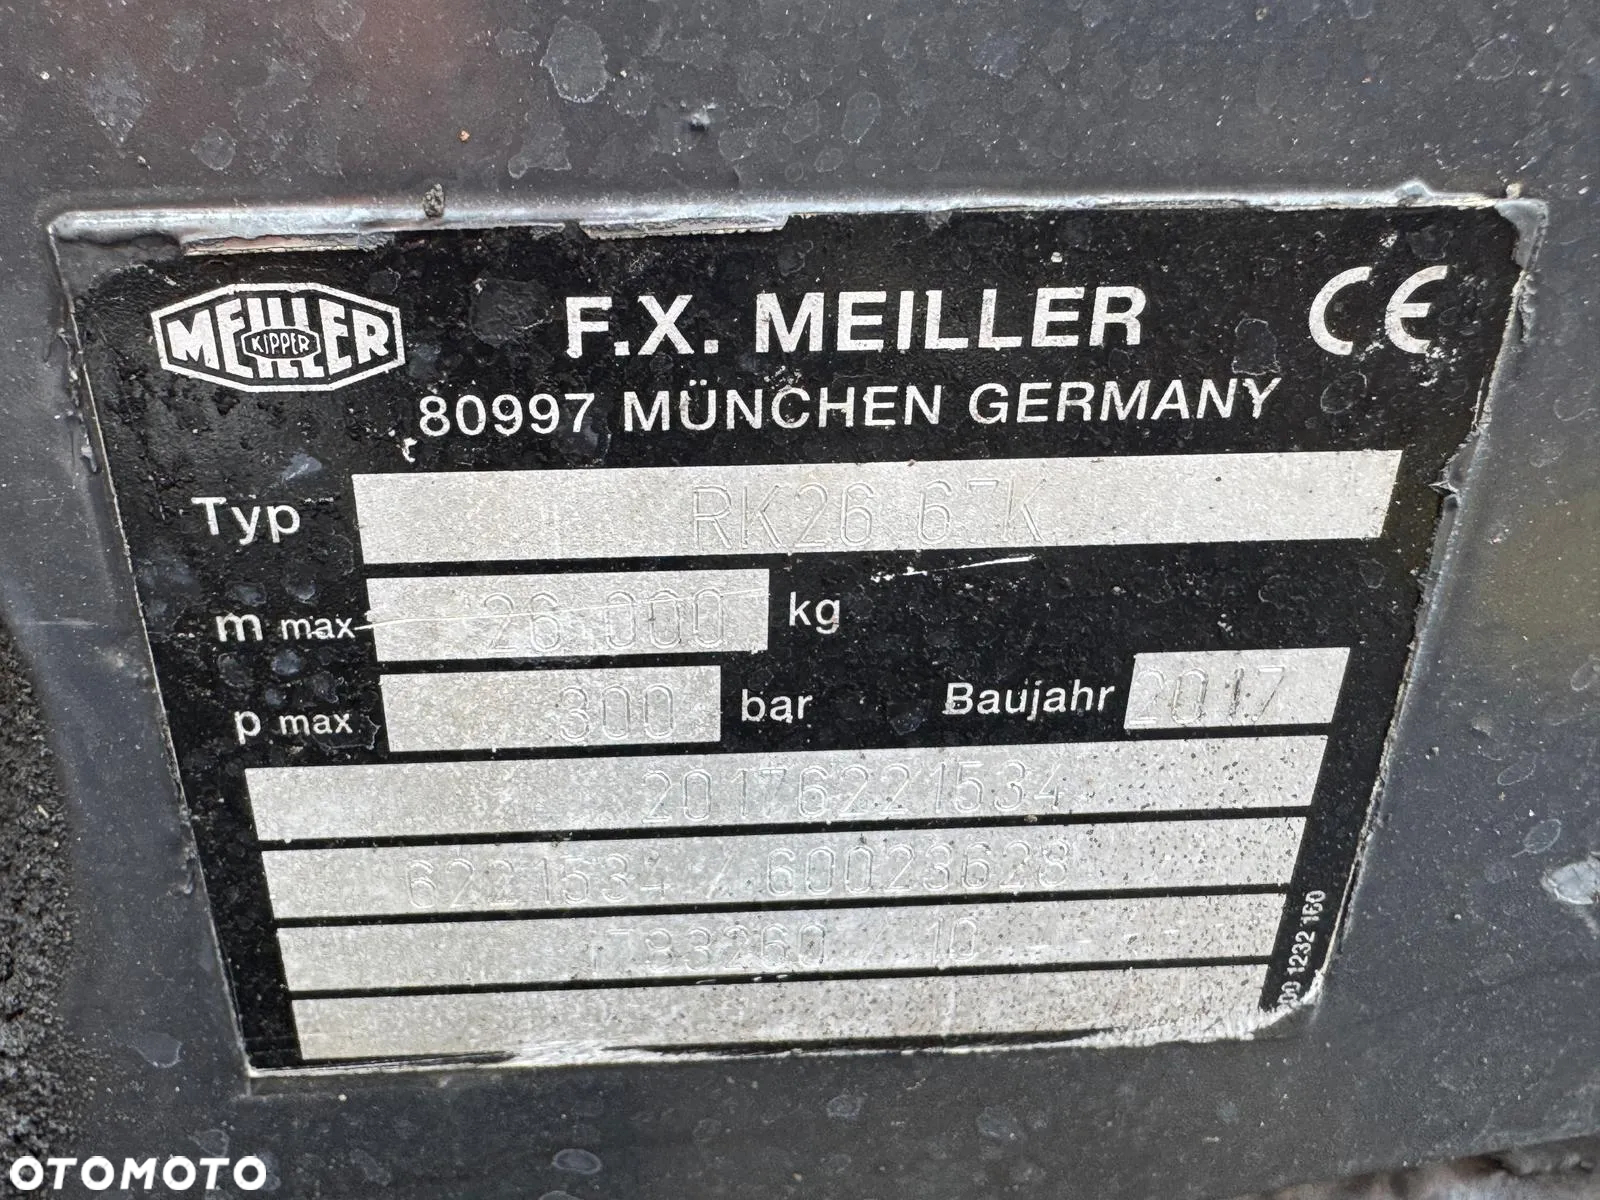 MEILLER
KIPPER
F.X. MEILLER CE
80997 MÜNCHEN GERMANY
Typ RK26 67K
m max 26 000 kg
p max 300 bar Baujahr 2017
20176221534
6221534 / 60023628
T83260 10
1232 160
OTOMOTO